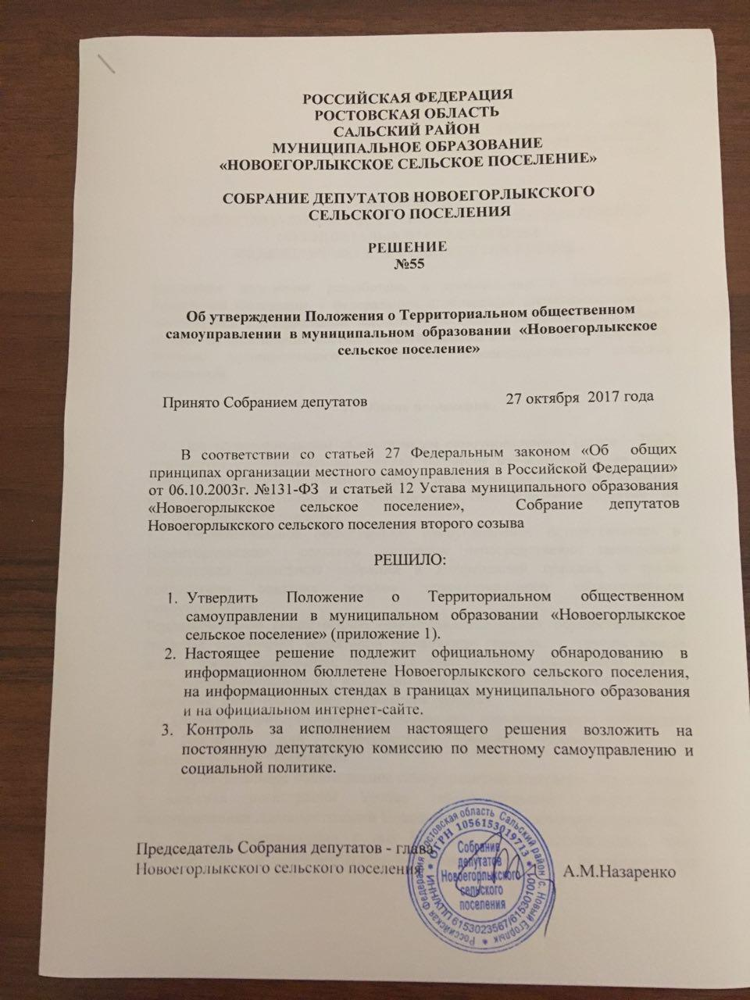 РОССИЙСКАЯ ФЕДЕРАЦИЯ
РОСТОВСКАЯ ОБЛАСТЬ
САЛЬСКИЙ РАЙОН
МУНИЦИПАЛЬНОЕ ОБРАЗОВАНИЕ
«НОВОЕГОРЛЫКСКОЕ СЕЛЬСКОЕ ПОСЕЛЕНИЕ»
СОБРАНИЕ ДЕПУТАТОВ НОВОЕГОРЛЫКСКОГО
СЕЛЬСКОГО ПОСЕЛЕНИЯ
РЕШЕНИЕ
№55
Об утверждении Положения о Территориальном общественном
самоуправлении в муниципальном образовании «Новоегорлыкское
сельское поселение»
Принято Собранием депутатов 27 октября 2017 года
В соответствии со статьей 27 Федеральным законом «Об общих
принципах организации местного самоуправления в Российской Федерации»
от 06.10.2003г. №131-ФЗ и статьей 12 Устава муниципального образования
«Новоегорлыкское сельское поселение», Собрание депутатов
Новоегорлыкского сельского поселения второго созыва
РЕШИЛО:
1. Утвердить Положение о Территориальном общественном
самоуправлении в муниципальном образовании «Новоегорлыкское
сельское поселение» (приложение 1).
2. Настоящее решение подлежит официальному обнародованию в
информационном бюллетене Новоегорлыкского сельского поселения,
на информационных стендах в границах муниципального образования
и на официальном интернет-сайте.
3. Контроль за исполнением настоящего решения возложить на
постоянную депутатскую комиссию по местному самоуправлению и
социальной политике.
Председатель Собрания депутатов - глава
Новоегорлыкского сельского поселения А.М.Назаренко
Российская Федерация Ростовская область Сальский район с. Новый Егорлык
ОГРН 1056153019713
ИНН/КПП 6153023567/615301001
Собрание
депутатов
Новоегорлыкского
сельского
поселения